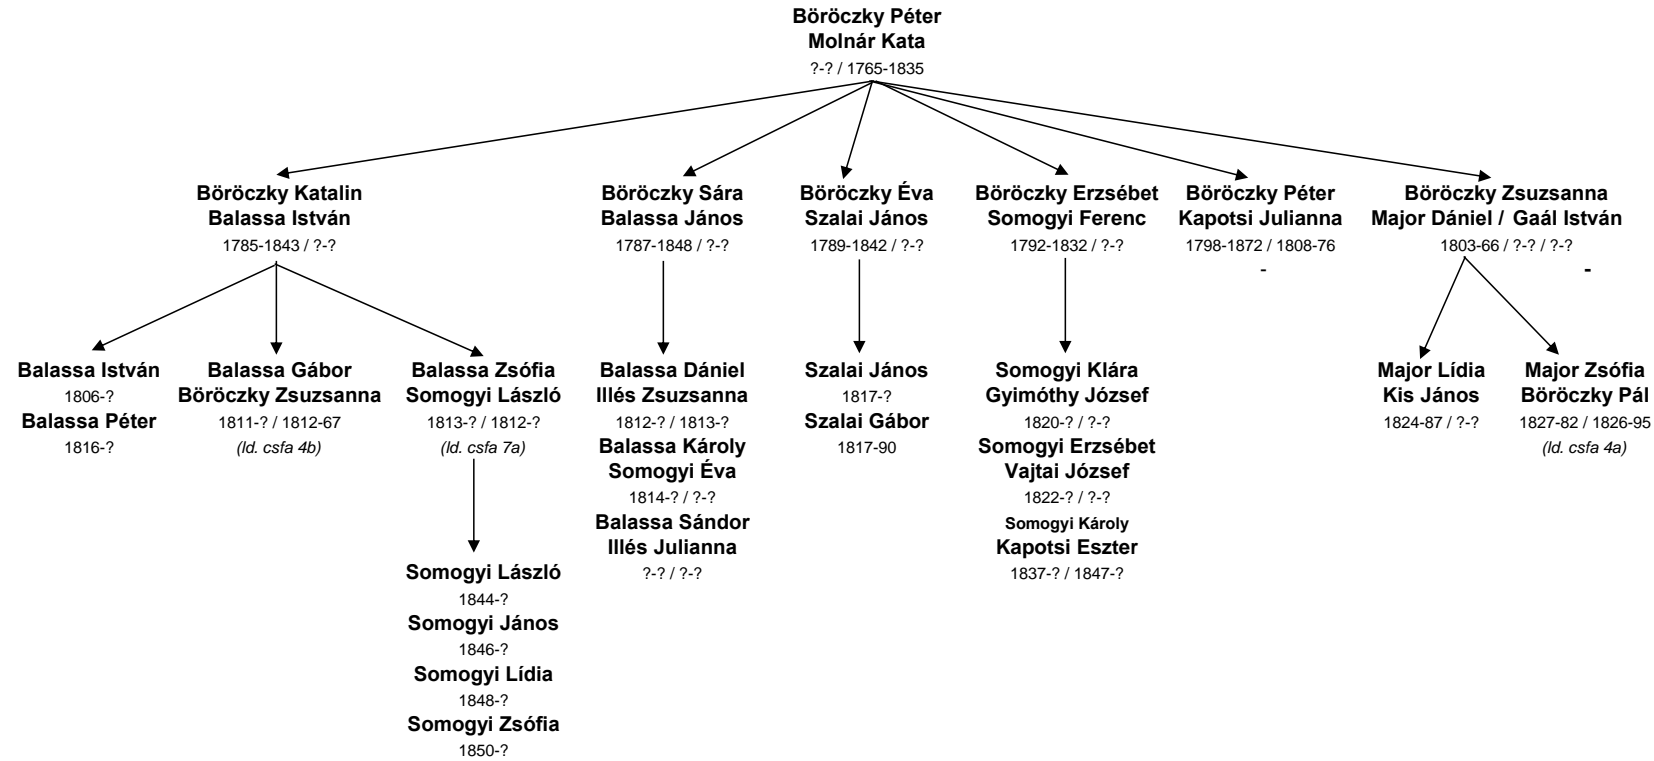 Böröczky Péter
Molnár Kata
?-? / 1765-1835
Böröczky Katalin
Balassa István
1785-1843 / ?-?
Böröczky Sára
Balassa János
1787-1848 / ?-?
Böröczky Éva
Szalai János
1789-1842 / ?-?
Böröczky Erzsébet
Somogyi Ferenc
1792-1832 / ?-?
Böröczky Péter
Kapotsi Julianna
1798-1872 / 1808-76
-
Böröczky Zsuzsanna
Major Dániel / Gaál István
1803-66 / ?-? / ?-?
-
Balassa István
1806-?
Balassa Péter
1816-?
Balassa Gábor
Böröczky Zsuzsanna
1811-? / 1812-67
(ld. csfa 4b)
Balassa Zsófia
Somogyi László
1813-? / 1812-?
(ld. csfa 7a)
Somogyi László
1844-?
Somogyi János
1846-?
Somogyi Lídia
1848-?
Somogyi Zsófia
1850-?
Balassa Dániel
Illés Zsuzsanna
1812-? / 1813-?
Balassa Károly
Somogyi Éva
1814-? / ?-?
Balassa Sándor
Illés Julianna
?-? / ?-?
Szalai János
1817-?
Szalai Gábor
1817-90
Somogyi Klára
Gyimóthy József
1820-? / ?-?
Somogyi Erzsébet
Vajtai József
1822-? / ?-?
Somogyi Károly
Kapotsi Eszter
1837-? / 1847-?
Major Lídia
Kis János
1824-87 / ?-?
Major Zsófia
Böröczky Pál
1827-82 / 1826-95
(ld. csfa 4a)